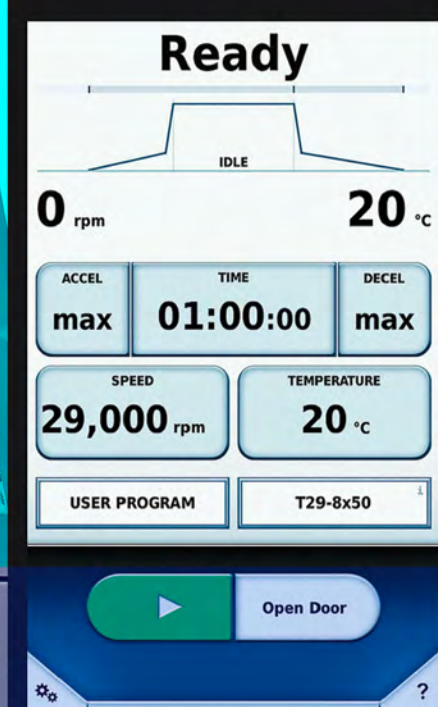 Ready
IDLE
0 rpm
20 °C
ACCEL
TIME
DECEL
max
01:00:00
max
SPEED
TEMPERATURE
29,000 rpm
20 °C
USER PROGRAM
T29-8x50
i
Open Door
?